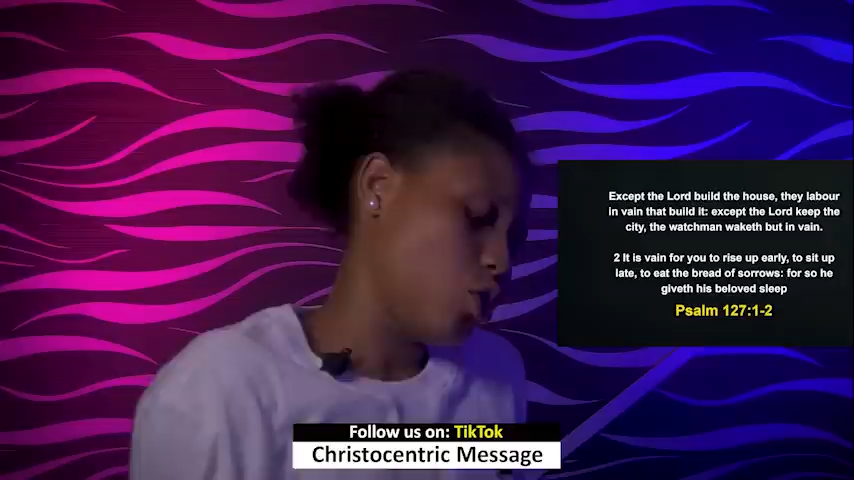 Except the Lord build the house, they labour
in vain that build it: except the Lord keep the
city, the watchman waketh but in vain.
2 It is vain for you to rise up early, to sit up
late, to eat the bread of sorrows: for so he
giveth his beloved sleep
Psalm 127:1-2
Follow us on: TikTok
Christocentric Message